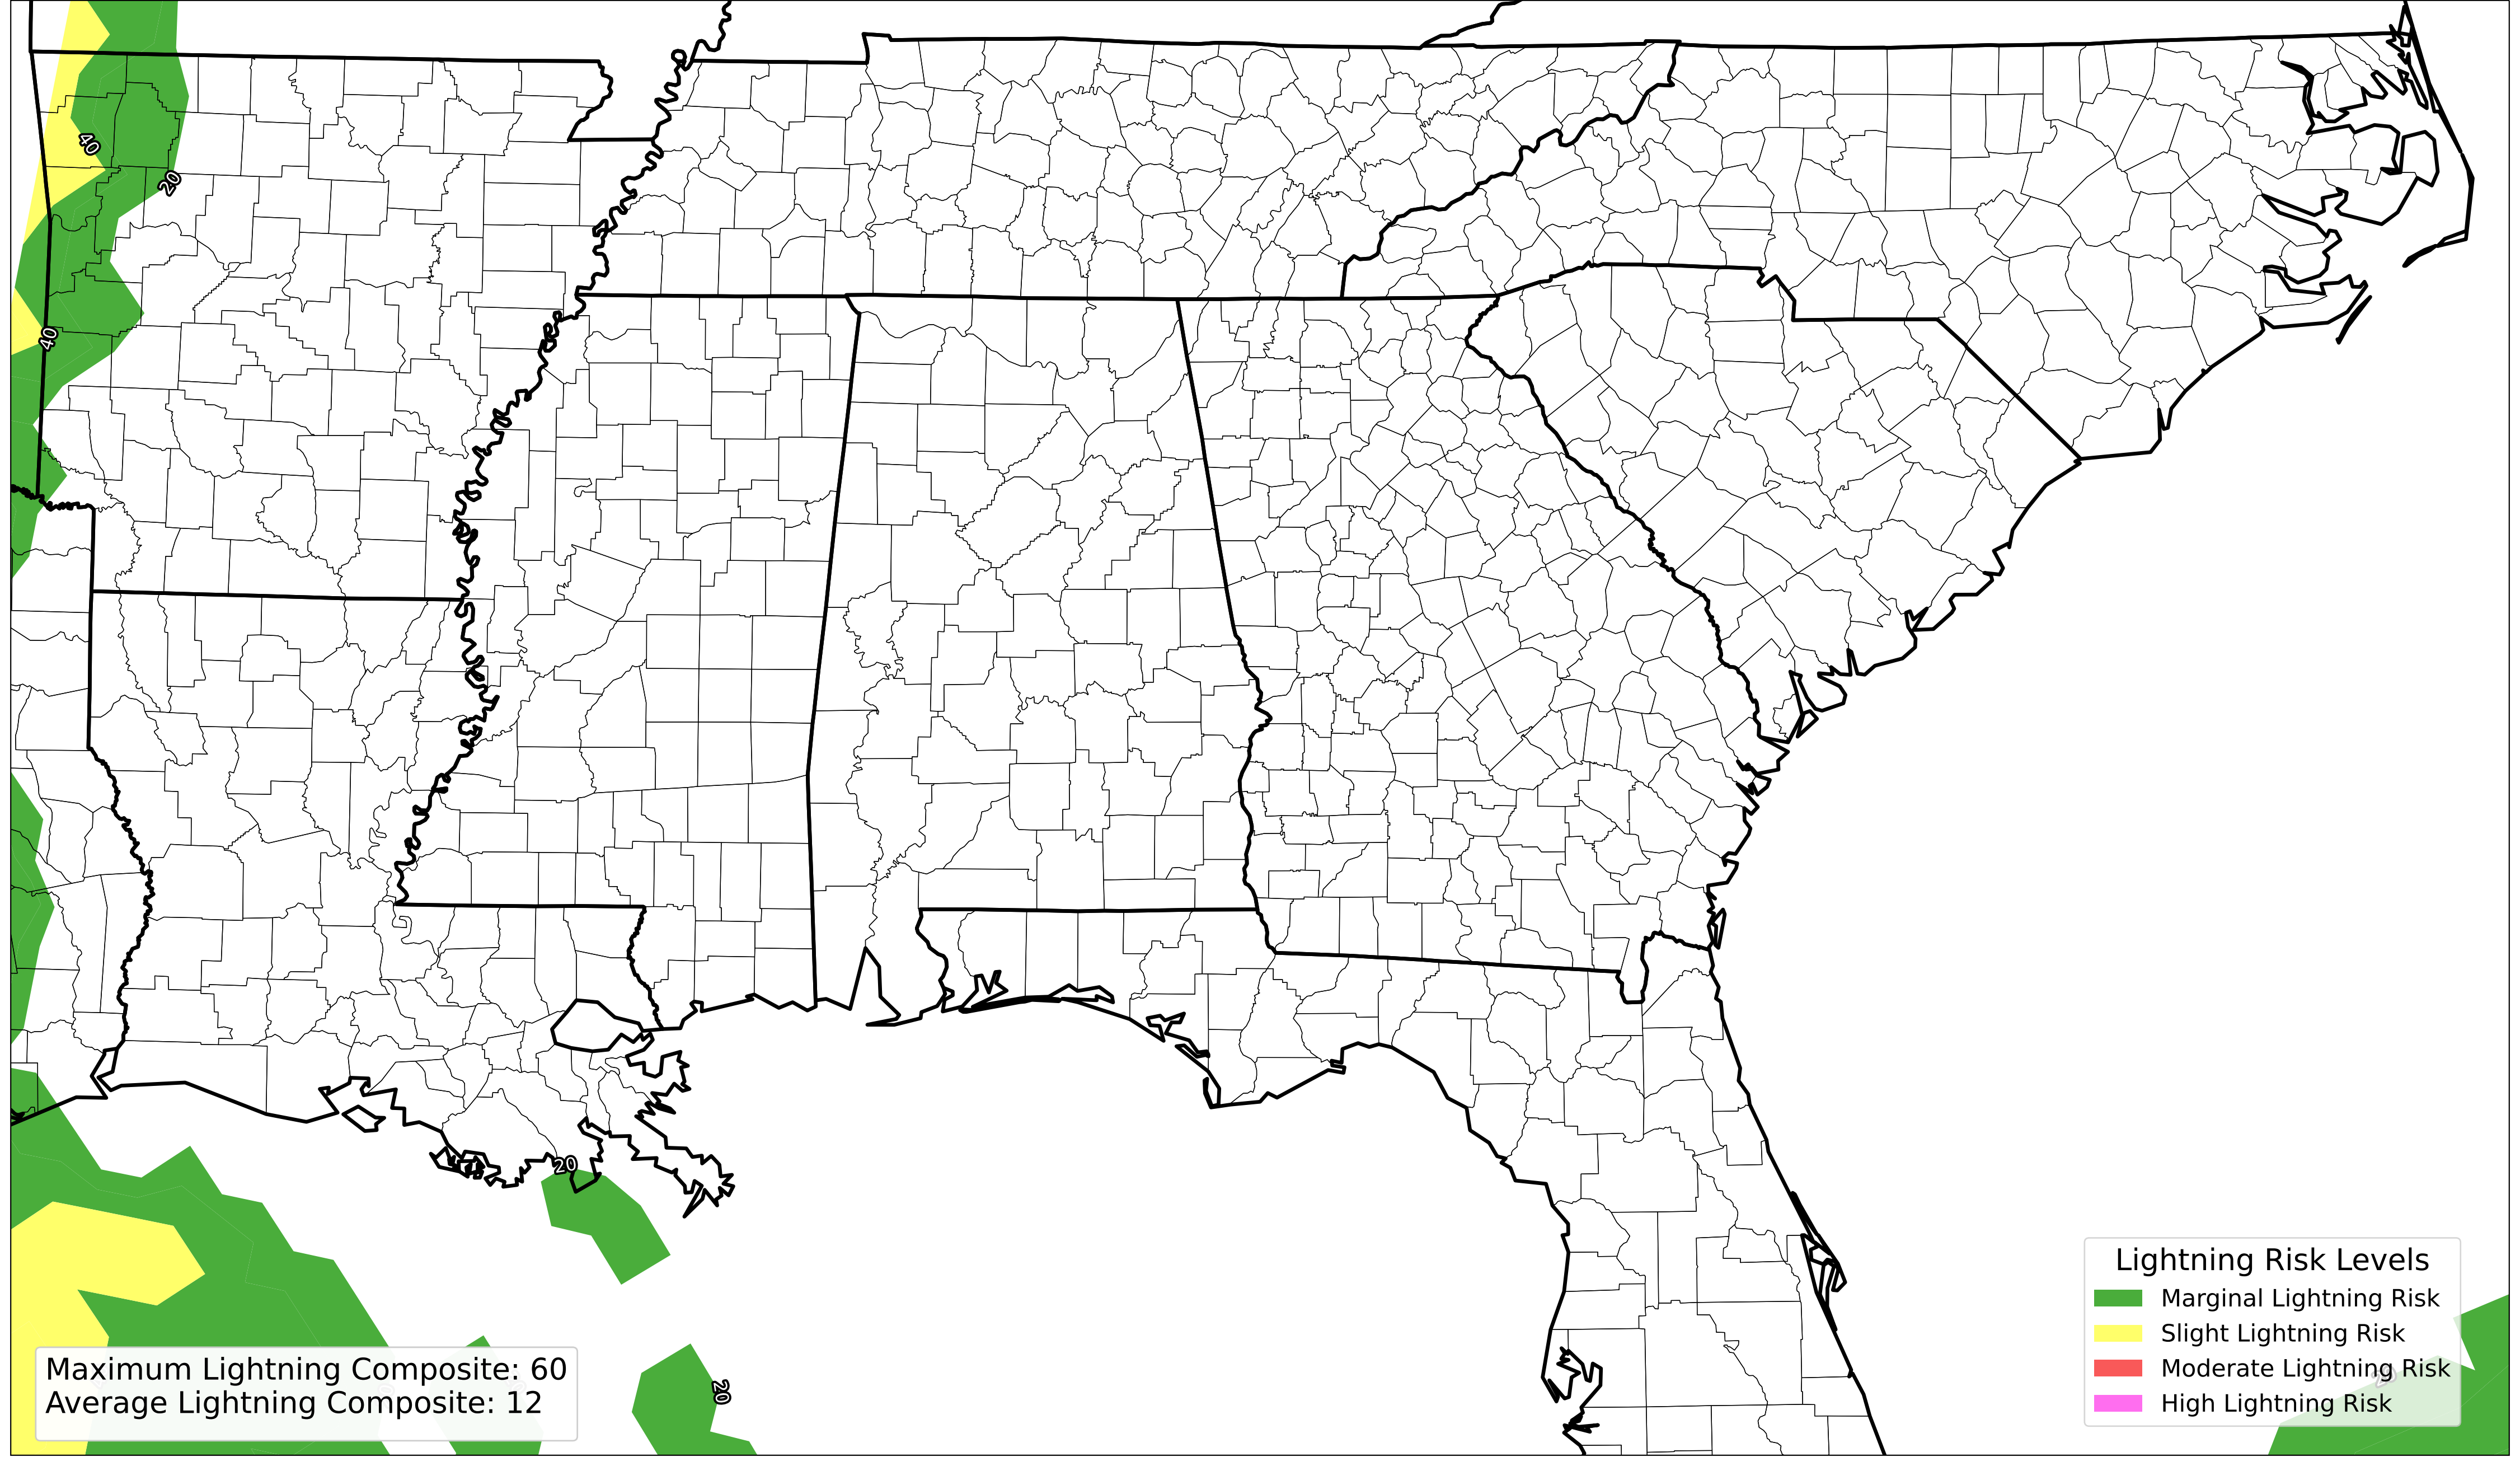 40
20
40
20
20
20
Maximum Lightning Composite: 60
Average Lightning Composite: 12
Lightning Risk Levels
Marginal Lightning Risk
Slight Lightning Risk
Moderate Lightning Risk
High Lightning Risk